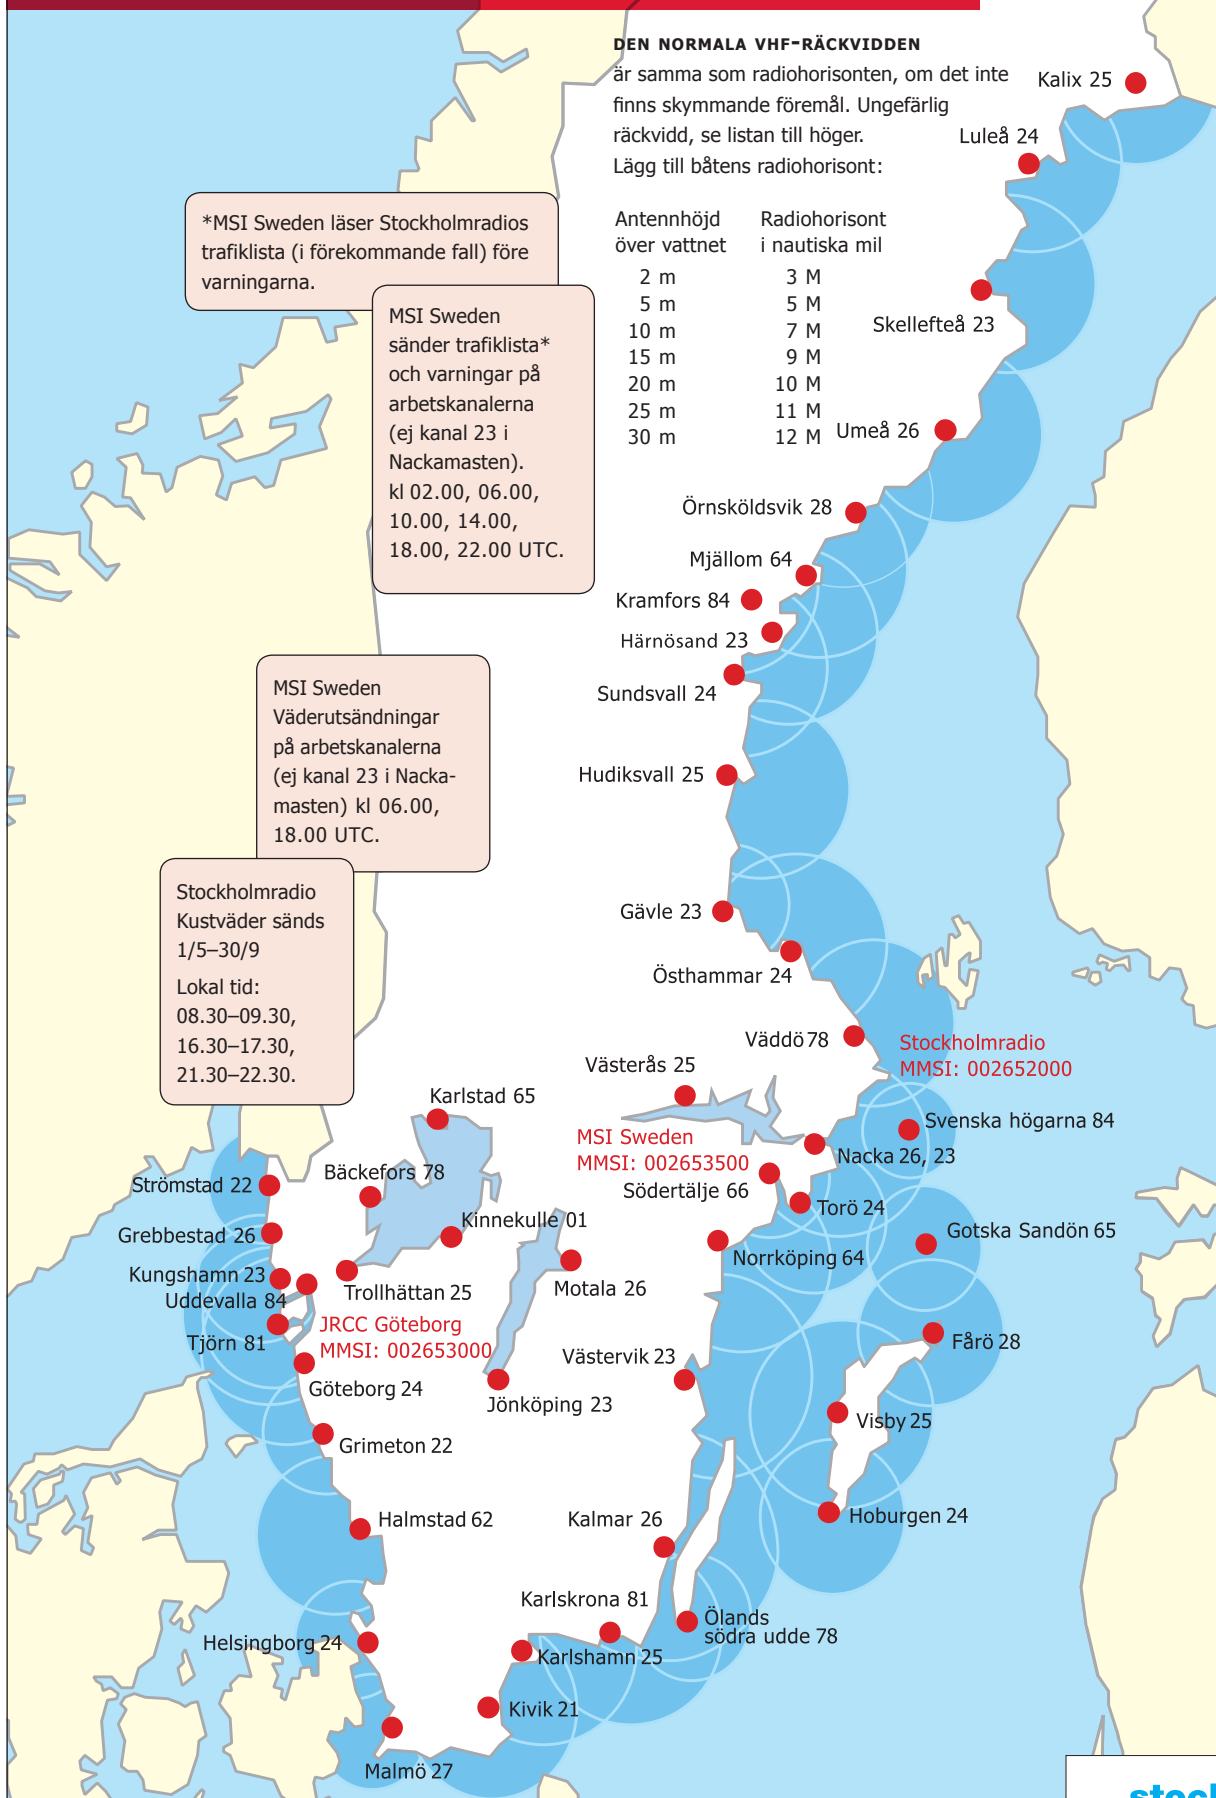 DEN NORMALA VHF-RÄCKVIDDEN
är samma som radiohorisonten, om det inte
finns skymmande föremål. Ungefärlig
räckvidd, se listan till höger.
Lägg till båtens radiohorisont:
Antennhöjd Radiohorisont
över vattnet i nautiska mil
2 m 3 M
5 m 5 M
10 m 7 M
15 m 9 M
20 m 10 M
25 m 11 M
30 m 12 M
*MSI Sweden läser Stockholmradios
trafiklista (i förekommande fall) före
varningarna.
MSI Sweden
sänder trafiklista*
och varningar på
arbetskanalerna
(ej kanal 23 i
Nackamasten).
kl 02.00, 06.00,
10.00, 14.00,
18.00, 22.00 UTC.
MSI Sweden
Väderutsändningar
på arbetskanalerna
(ej kanal 23 i Nacka-
masten) kl 06.00,
18.00 UTC.
Stockholmradio
Kustväder sänds
1/5–30/9
Lokal tid:
08.30–09.30,
16.30–17.30,
21.30–22.30.
Kalix 25
Luleå 24
Skellefteå 23
Umeå 26
Örnsköldsvik 28
Mjällom 64
Kramfors 84
Härnösand 23
Sundsvall 24
Hudiksvall 25
Gävle 23
Östhammar 24
Väddö 78
Stockholmradio
MMSI: 002652000
Västerås 25
Karlstad 65
Svenska högarna 84
MSI Sweden
MMSI: 002653500
Nacka 26, 23
Södertälje 66
Bäckefors 78
Strömstad 22
Torö 24
Kinnekulle 01
Grebbestad 26
Gotska Sandön 65
Norrköping 64
Kungshamn 23
Uddevalla 84
Trollhättan 25
Motala 26
Tjörn 81
JRCC Göteborg
MMSI: 002653000
Fårö 28
Västervik 23
Göteborg 24
Jönköping 23
Visby 25
Grimeton 22
Halmstad 62
Kalmar 26
Hoburgen 24
Karlskrona 81
Ölands
södra udde 78
Helsingborg 24
Karlshamn 25
Kivik 21
Malmö 27